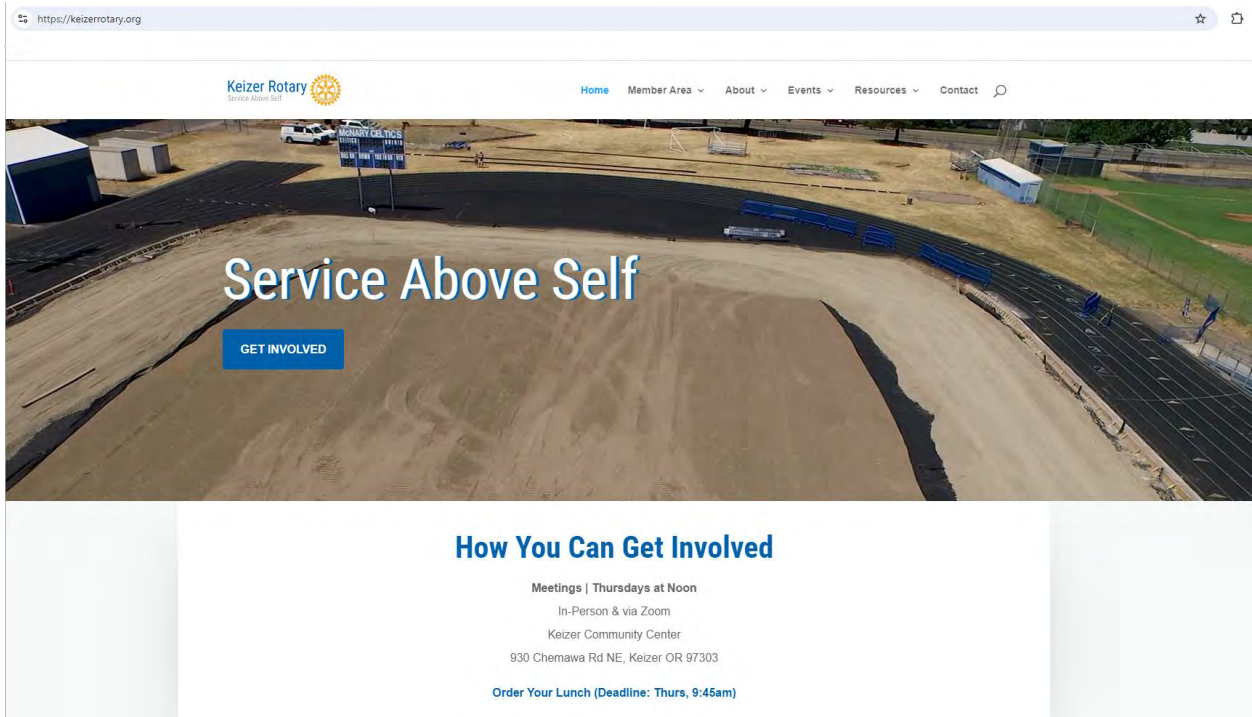 https://keizerrotary.org
Keizer Rotary
Service Above Self
Home Member Area About Events Resources Contact
McNARY CELTICS
Service Above Self
GET INVOLVED
How You Can Get Involved
Meetings | Thursdays at Noon
In-Person & via Zoom
Keizer Community Center
930 Chemawa Rd NE, Keizer OR 97303
Order Your Lunch (Deadline: Thurs, 9:45am)